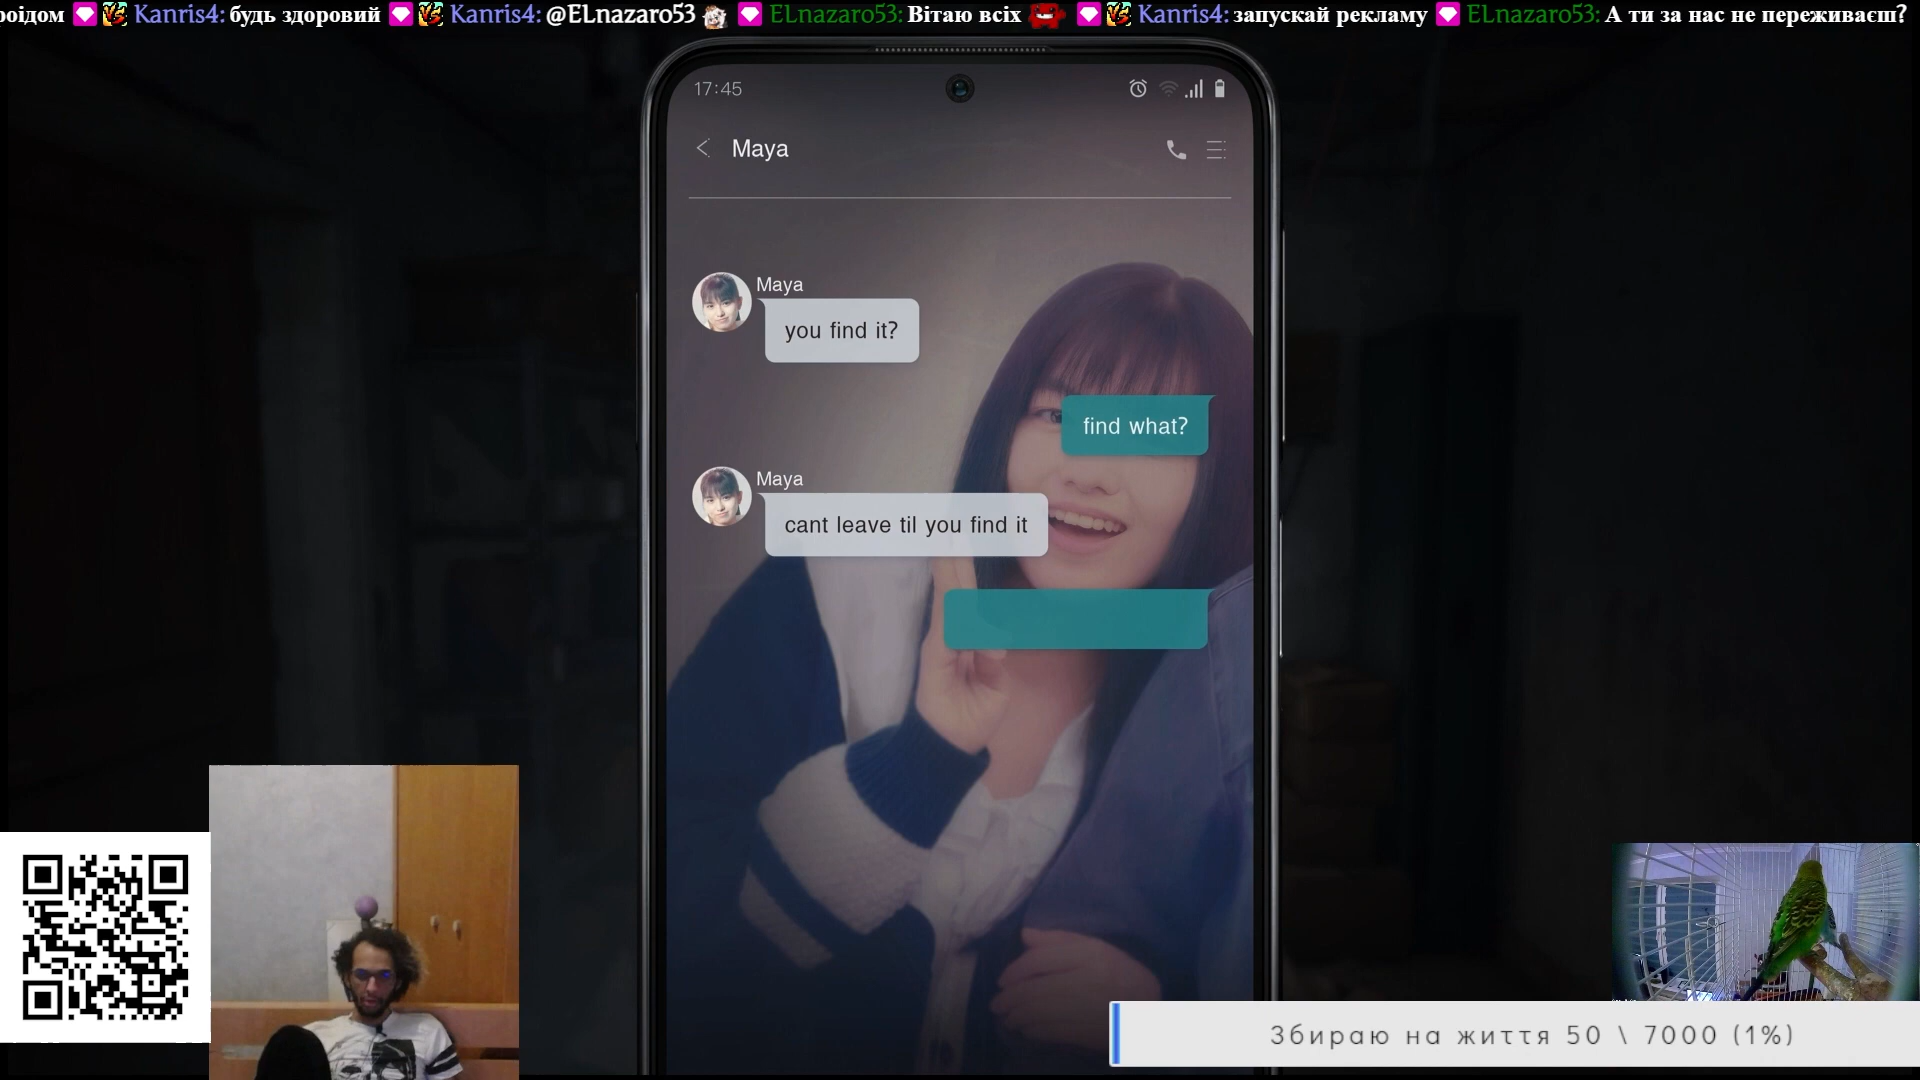 роідом Kanris4: будь здоровий Kanris4: @ELnazaro53 ELnazaro53: Вітаю всіх Kanris4: запускай рекламу ELnazaro53: А ти за нас не переживаєш?
17:45
Maya
Maya
you find it?
find what?
Maya
cant leave til you find it
Збираю на життя 50 \ 7000 (1%)